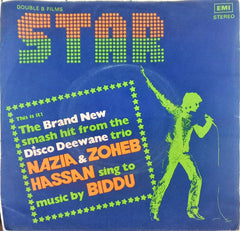 DOUBLE B FILMS
EMI
STEREO
STAR
This is it!
The Brand New
smash hit from the
Disco Deewane trio
NAZIA & ZOHEB
HASSAN sing to
music by BIDDU